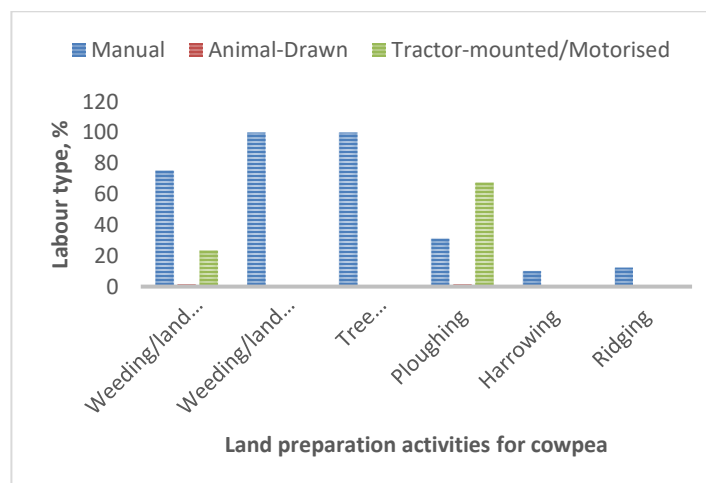 Manual Animal-Drawn Tractor-mounted/Motorised
120
100
80
60
40
20
0
Labour type, %
Weeding/land...
Weeding/land...
Tree...
Ploughing
Harrowing
Ridging
Land preparation activities for cowpea